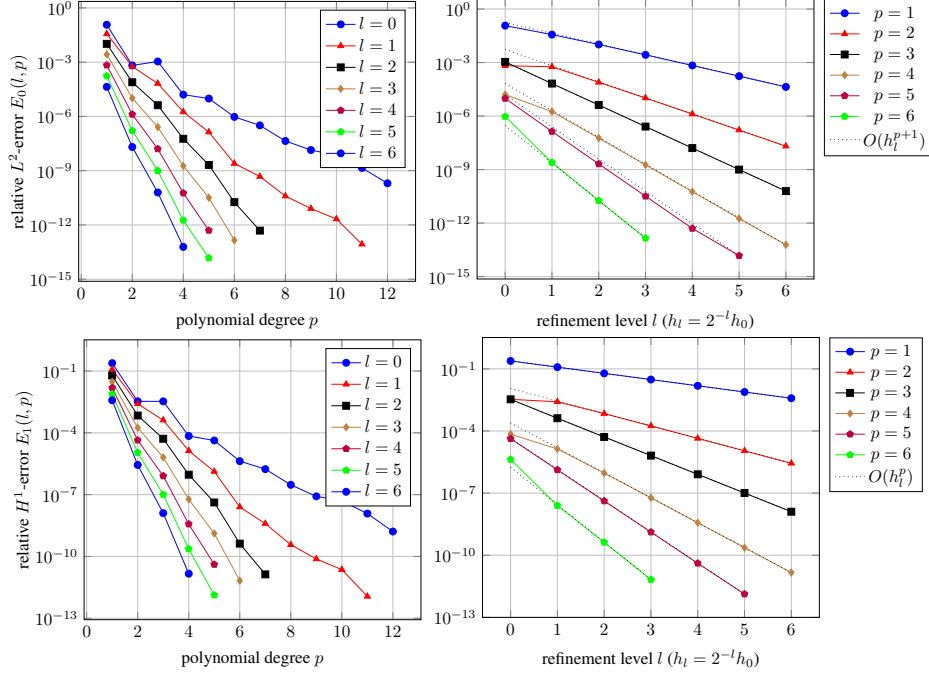 relative $L^2$-error $E_0(l, p)$
10^0
10^{-3}
10^{-6}
10^{-9}
10^{-12}
10^{-15}
0 2 4 6 8 10 12
polynomial degree $p$
$l = 0$
$l = 1$
$l = 2$
$l = 3$
$l = 4$
$l = 5$
$l = 6$
10^0
10^{-3}
10^{-6}
10^{-9}
10^{-12}
10^{-15}
0 1 2 3 4 5 6
refinement level $l$ ($h_l = 2^{-l}h_0$)
$p = 1$
$p = 2$
$p = 3$
$p = 4$
$p = 5$
$p = 6$
$O(h_l^{p+1})$
relative $H^1$-error $E_1(l, p)$
10^{-1}
10^{-4}
10^{-7}
10^{-10}
10^{-13}
0 2 4 6 8 10 12
polynomial degree $p$
$l = 0$
$l = 1$
$l = 2$
$l = 3$
$l = 4$
$l = 5$
$l = 6$
10^{-1}
10^{-4}
10^{-7}
10^{-10}
10^{-13}
0 1 2 3 4 5 6
refinement level $l$ ($h_l = 2^{-l}h_0$)
$p = 1$
$p = 2$
$p = 3$
$p = 4$
$p = 5$
$p = 6$
$O(h_l^p)$